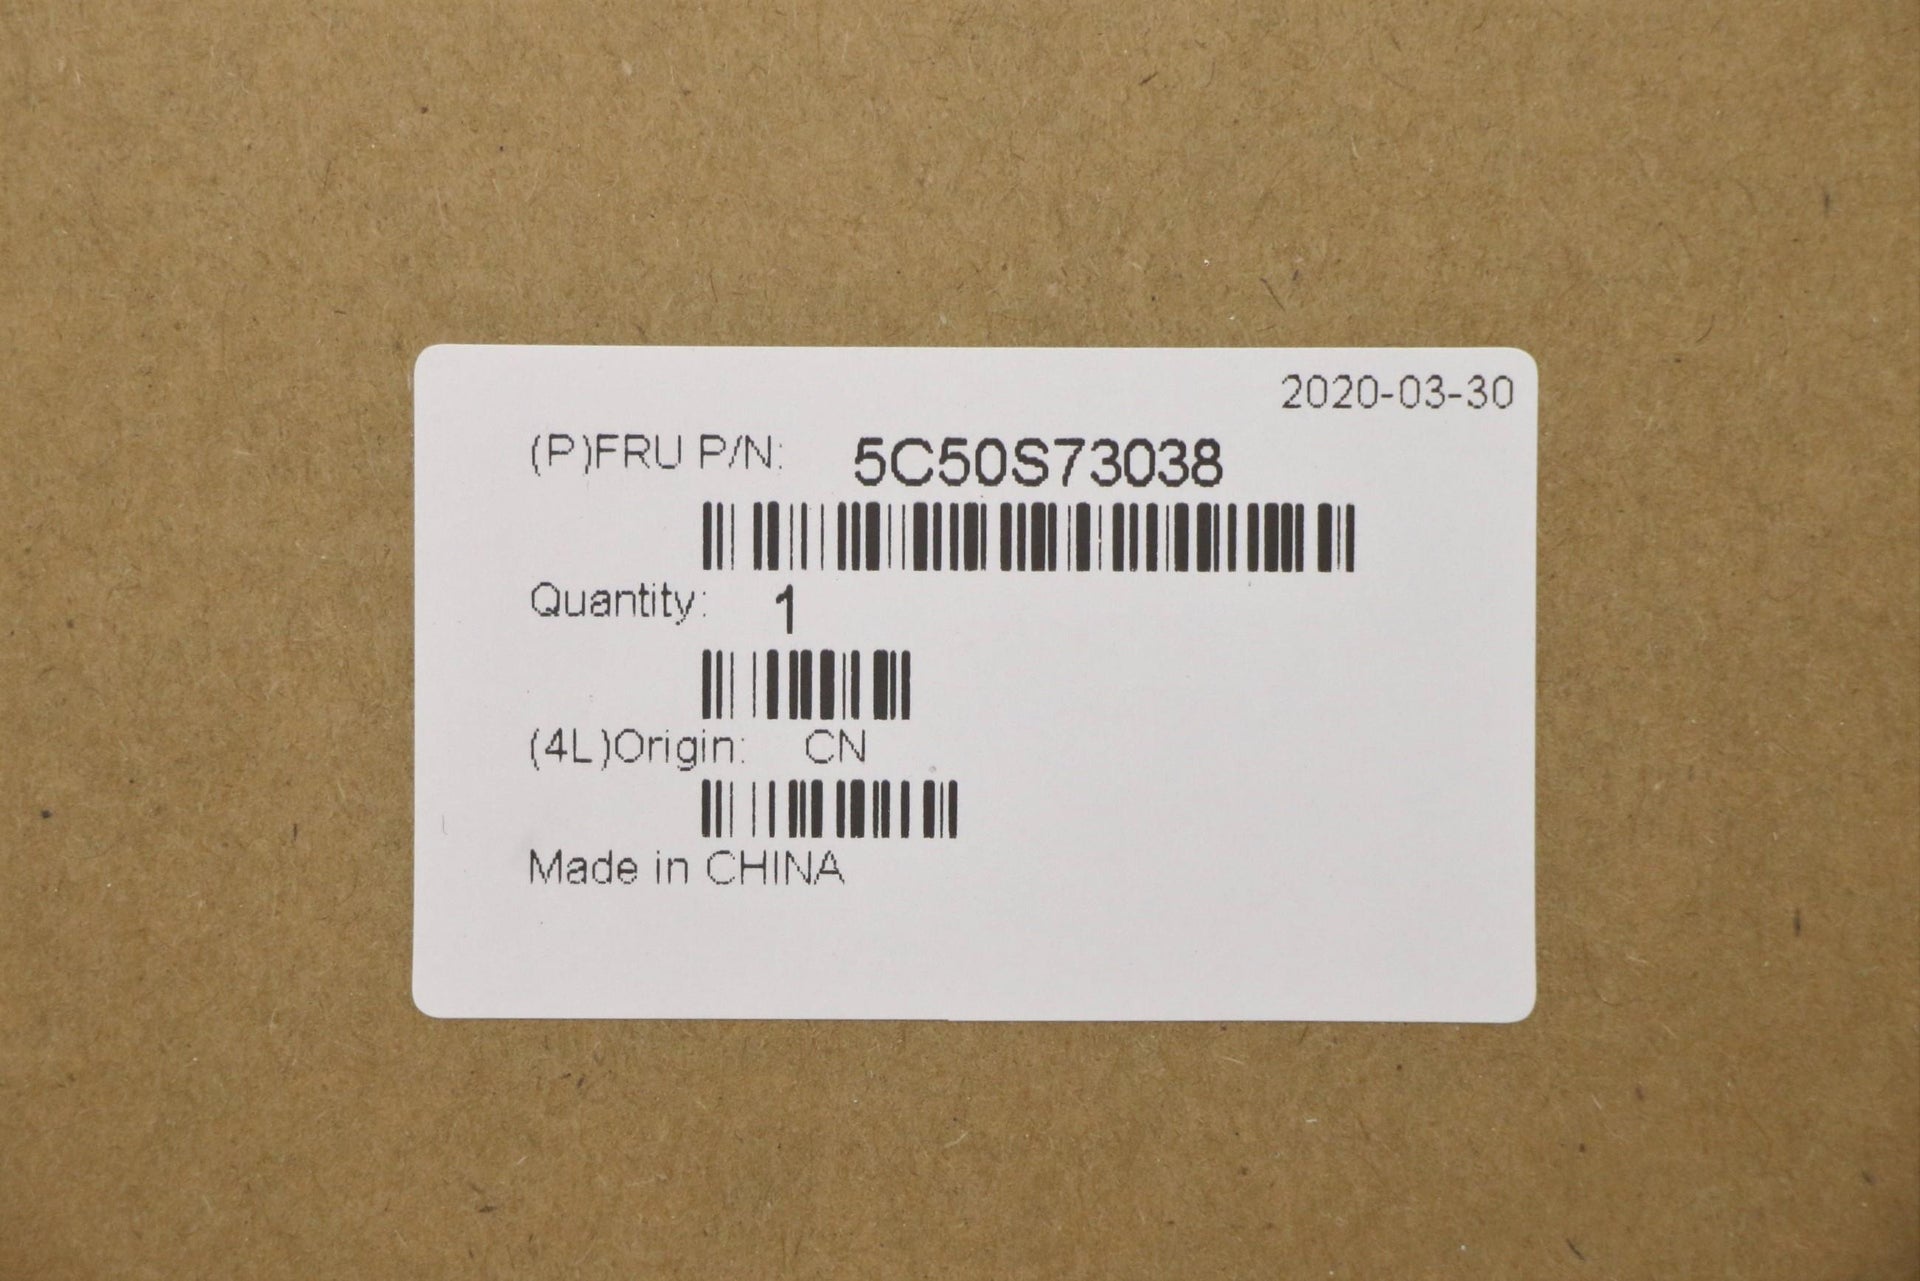 2020-03-30
(P)FRU P/N: 5C50S73038
Quantity: 1
(4L)Origin: CN
Made in CHINA